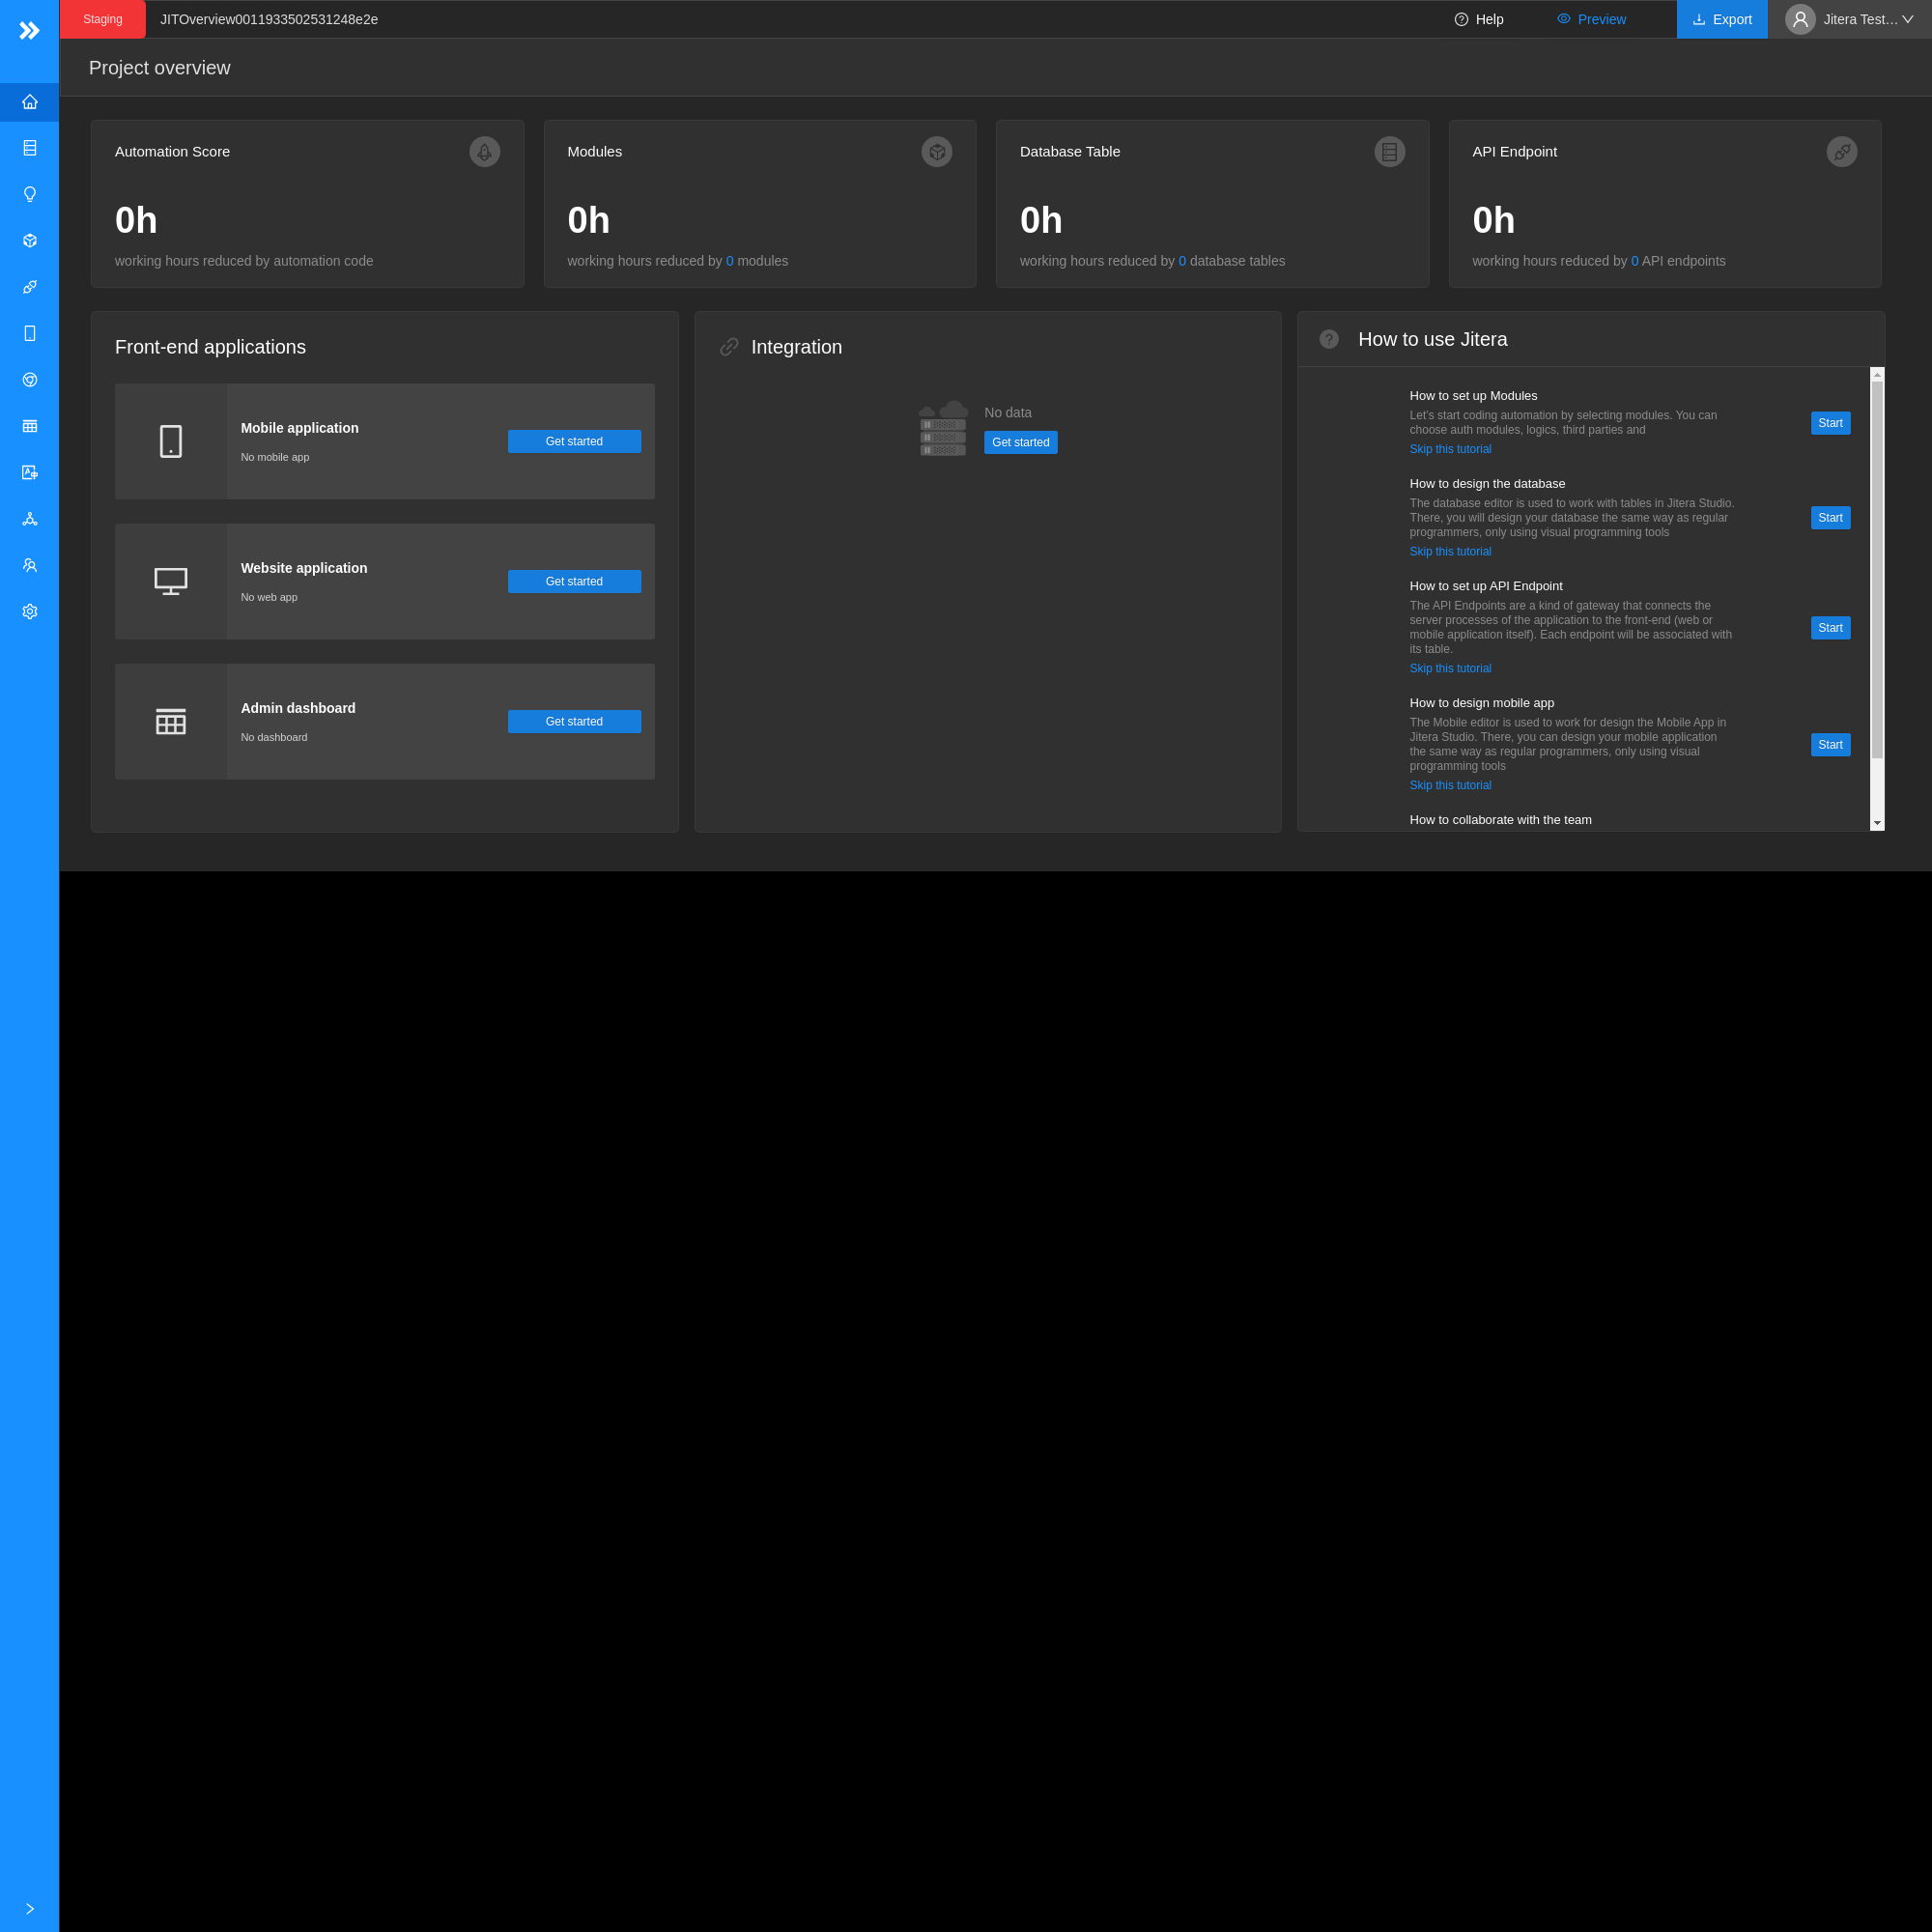 Staging
JITOverview0011933502531248e2e
Help
Preview
Export
Jitera Test...
Project overview
Automation Score
0h
working hours reduced by automation code
Modules
0h
working hours reduced by 0 modules
Database Table
0h
working hours reduced by 0 database tables
API Endpoint
0h
working hours reduced by 0 API endpoints
Front-end applications
Mobile application
No mobile app
Get started
Website application
No web app
Get started
Admin dashboard
No dashboard
Get started
Integration
No data
Get started
How to use Jitera
How to set up Modules
Let's start coding automation by selecting modules. You can
choose auth modules, logics, third parties and
Skip this tutorial
Start
How to design the database
The database editor is used to work with tables in Jitera Studio.
There, you will design your database the same way as regular
programmers, only using visual programming tools
Skip this tutorial
Start
How to set up API Endpoint
The API Endpoints are a kind of gateway that connects the
server processes of the application to the front-end (web or
mobile application itself). Each endpoint will be associated with
its table.
Skip this tutorial
Start
How to design mobile app
The Mobile editor is used to work for design the Mobile App in
Jitera Studio. There, you can design your mobile application
the same way as regular programmers, only using visual
programming tools
Skip this tutorial
Start
How to collaborate with the team